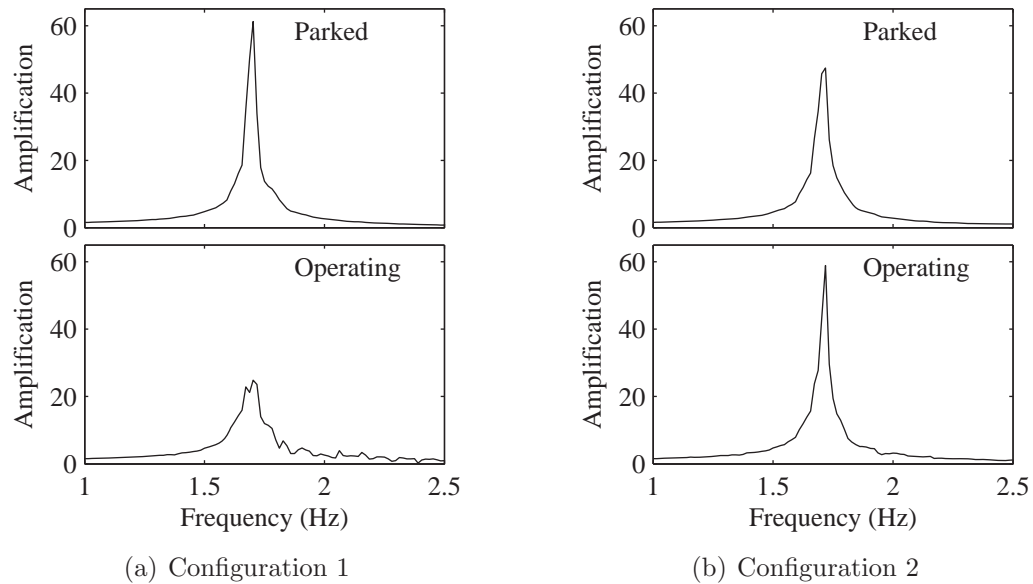 60
40
20
0
Amplification
Parked
60
40
20
0
Amplification
Operating
1 1.5 2 2.5
Frequency (Hz)
(a) Configuration 1
60
40
20
0
Amplification
Parked
60
40
20
0
Amplification
Operating
1 1.5 2 2.5
Frequency (Hz)
(b) Configuration 2